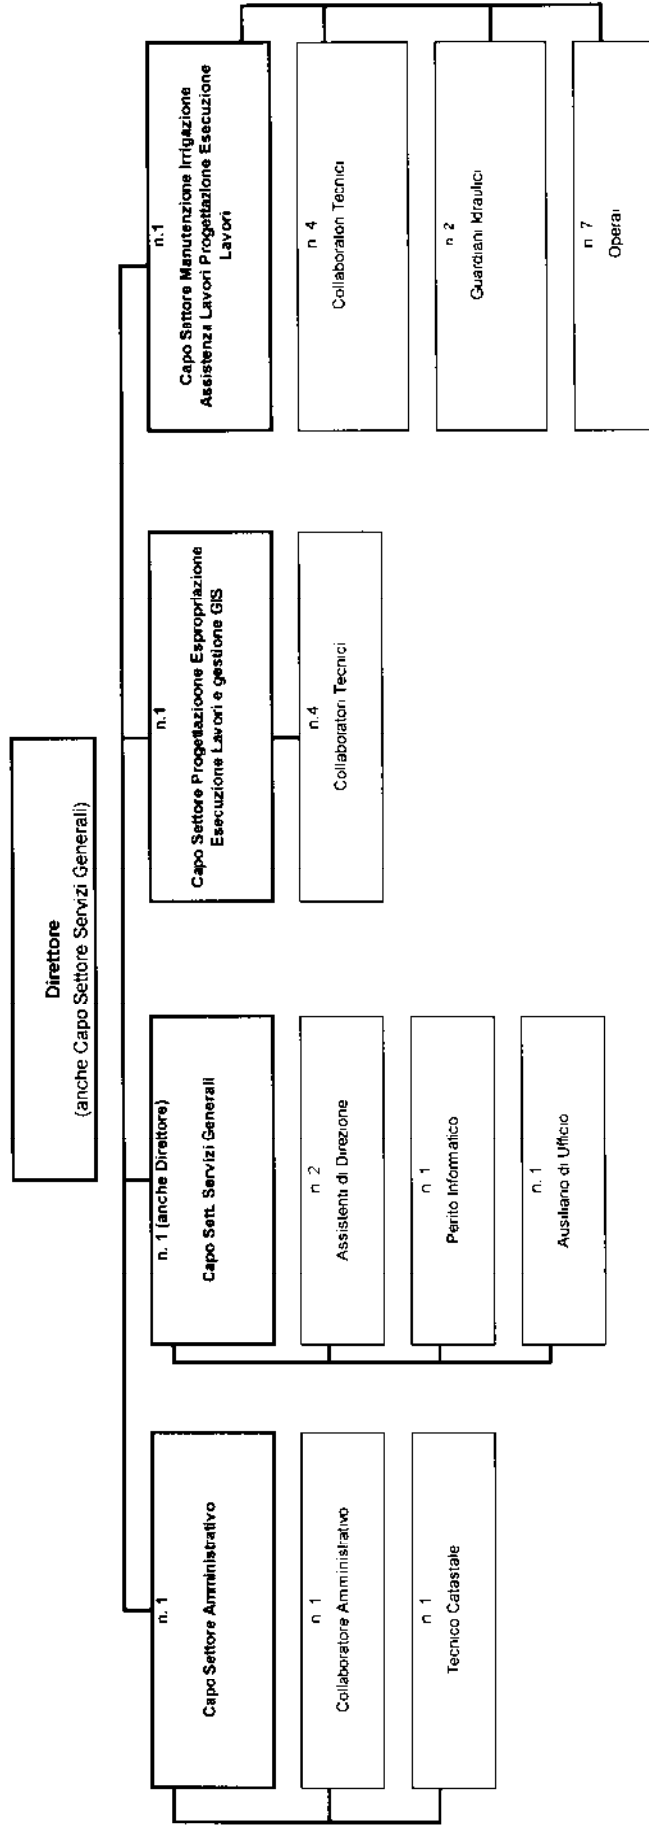 Direttore
(anche Capo Settore Servizi Generali)
n. 1
Capo Settore Amministrativo
n 1
Collaboratore Amministrativo
n 1
Tecnico Catastale
n. 1 (anche Direttore)
Capo Sett. Servizi Generali
n 2
Assistenti di Direzione
n 1
Perito Informatico
n. 1
Ausiliario di Ufficio
n.1
Capo Settore Progettazioone Espropriazione
Esecuzione Lavori e gestione GIS
n.4
Collaboratori Tecnici
n.1
Capo Settore Manutenzione Irrigazione
Assistenza Lavori Progettazione Esecuzione
Lavori
n 4
Collaboratori Tecnici
n 2
Guardiani Idraulici
n 7
Operai